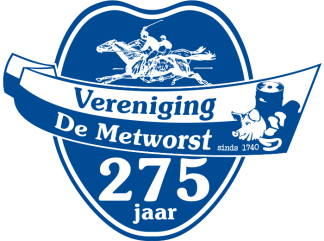 Vereniging
De Metworst
sinds 1740
275
jaar